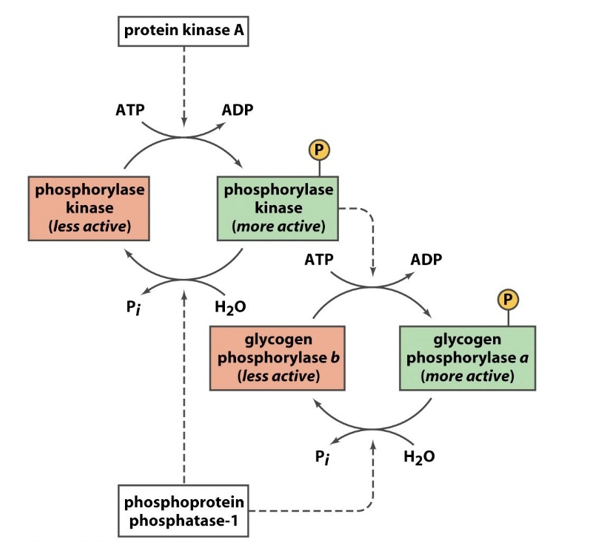 protein kinase A
ATP
ADP
P
phosphorylase
kinase
(less active)
phosphorylase
kinase
(more active)
Pi
H₂O
ATP
ADP
P
glycogen
phosphorylase b
(less active)
glycogen
phosphorylase a
(more active)
Pi
H₂O
phosphoprotein
phosphatase-1